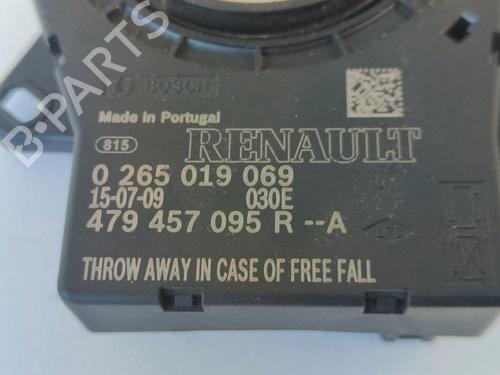 B-PARTS
BOSCH
Made in Portugal
815
RENAULT
0 265 019 069
15-07-09 030E
479 457 095 R --A
THROW AWAY IN CASE OF FREE FALL